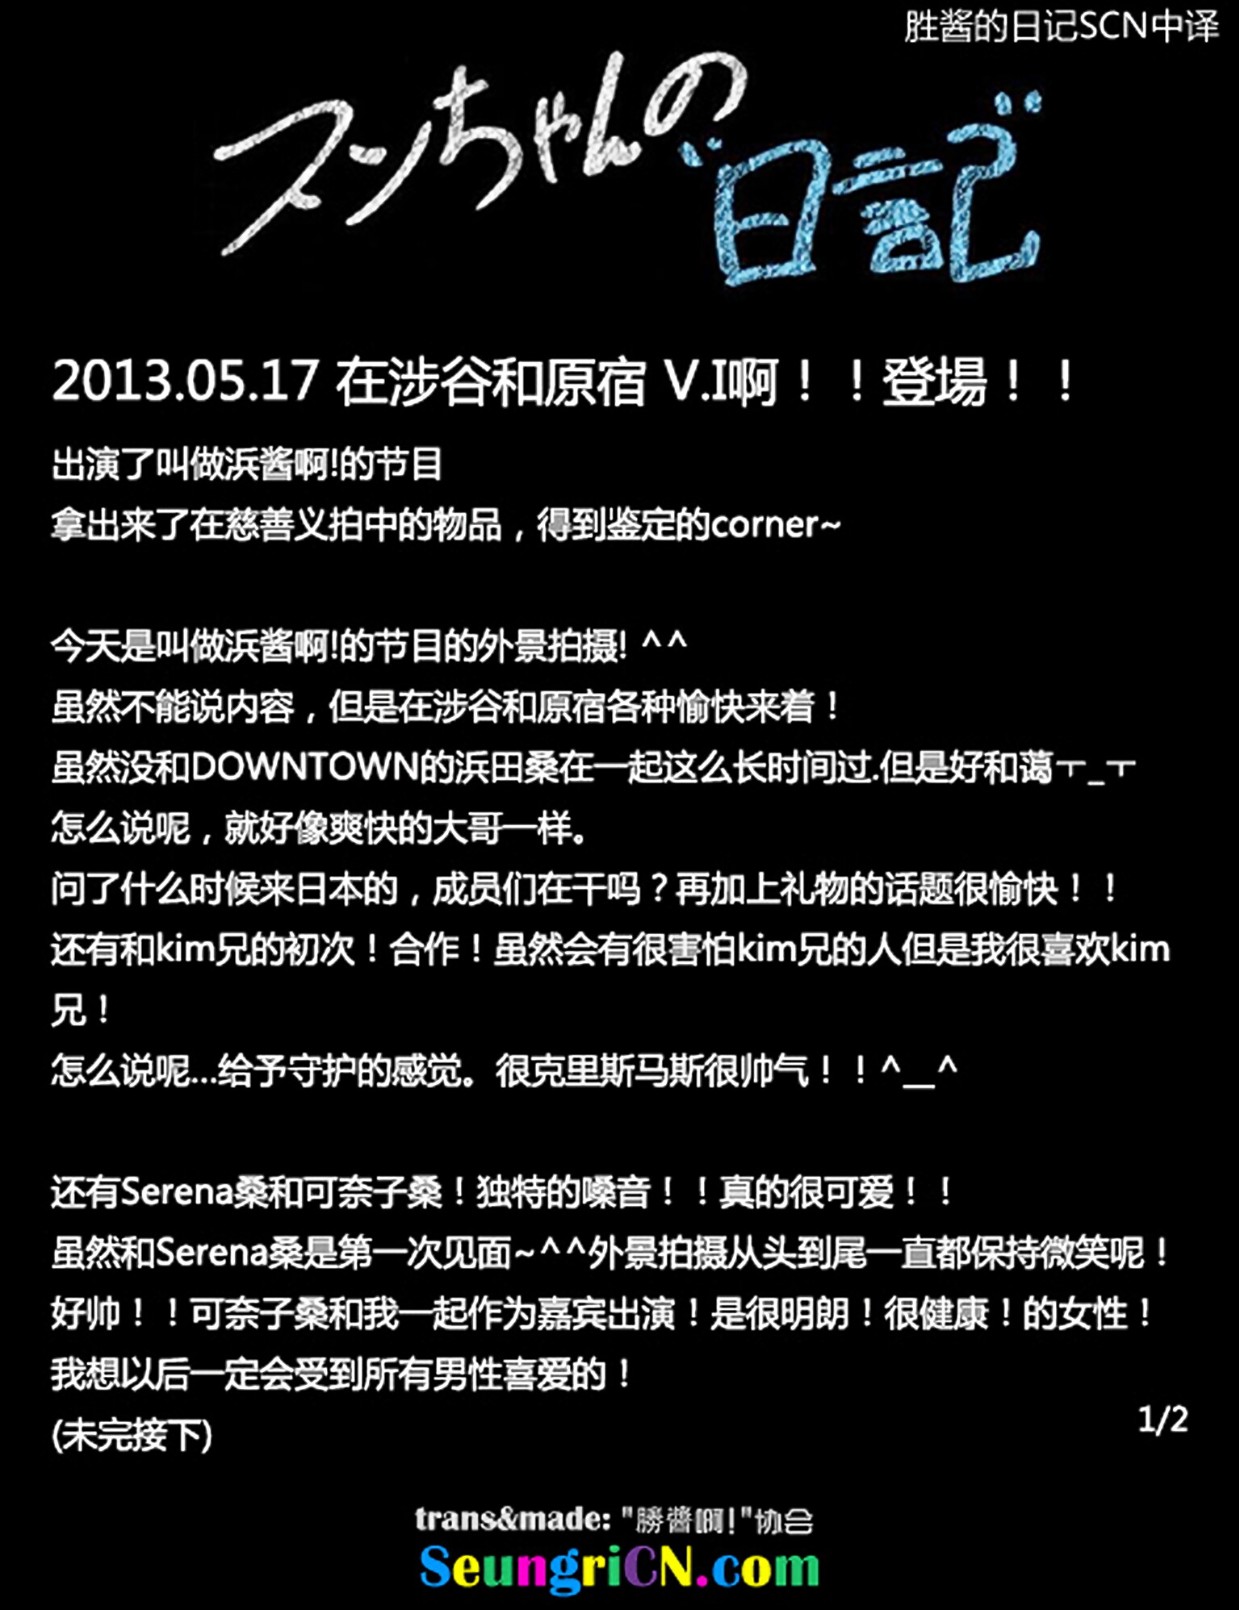 胜酱的日记SCN中译
スンちゃんの
日記
2013.05.17 在涉谷和原宿 V.I啊！！登場！！
出演了叫做浜酱啊!的节目
拿出来了在慈善义拍中的物品，得到鉴定的corner~
今天是叫做浜酱啊!的节目的外景拍摄! ^^
虽然不能说内容，但是在涉谷和原宿各种愉快来着！
虽然没和DOWNTOWN的浜田桑在一起这么长时间过.但是好和蔼ㅜ_ㅜ
怎么说呢，就好像爽快的大哥一样。
问了什么时候来日本的，成员们在干吗？再加上礼物的话题很愉快！！
还有和kim兄的初次！合作！虽然会有很害怕kim兄的人但是我很喜欢kim
兄！
怎么说呢...给予守护的感觉。很克里斯马斯很帅气！！^__^
还有Serena桑和可奈子桑！独特的嗓音！！真的很可爱！！
虽然和Serena桑是第一次见面~^^外景拍摄从头到尾一直都保持微笑呢！
好帅！！可奈子桑和我一起作为嘉宾出演！是很明朗！很健康！的女性！
我想以后一定会受到所有男性喜爱的！
(未完接下)
1/2
trans&made: "勝醬啊!"协会
SeungriCN.com